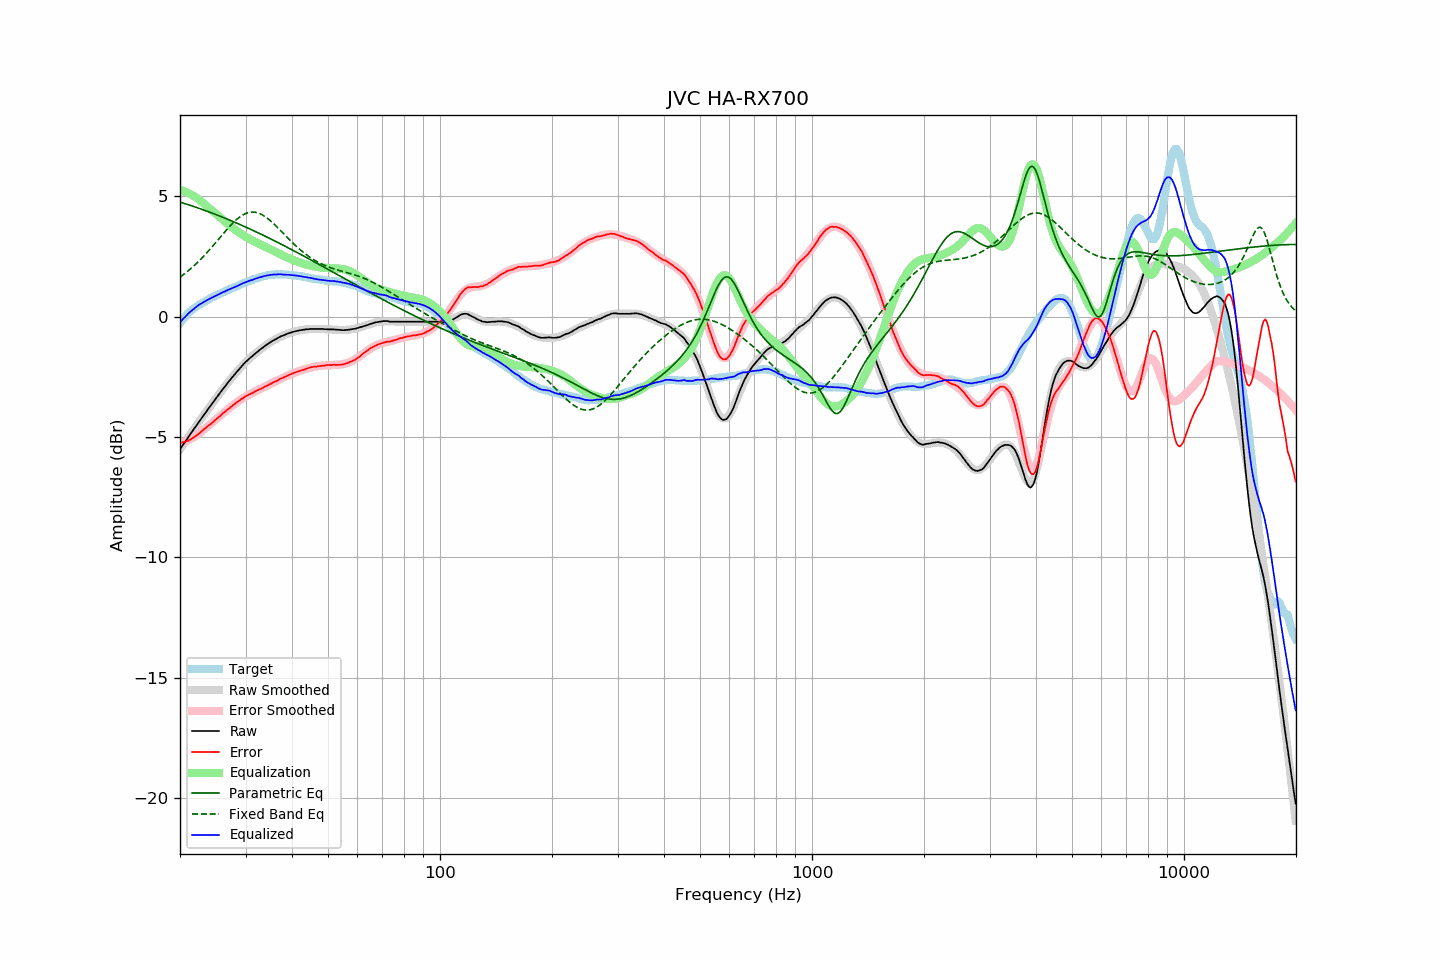 JVC HA-RX700
5
0
−5
−10
−15
−20
Amplitude (dBr)
Target
Raw Smoothed
Error Smoothed
Raw
Error
Equalization
Parametric Eq
Fixed Band Eq
Equalized
100
1000
10000
Frequency (Hz)